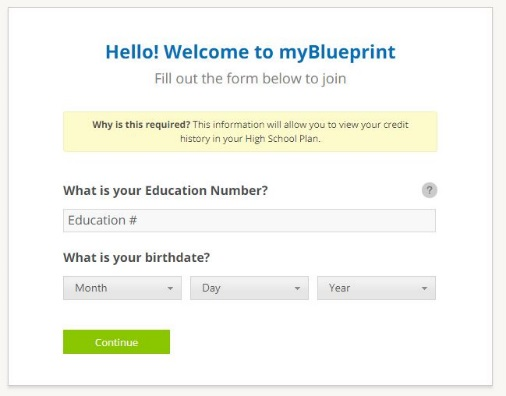 Hello! Welcome to myBlueprint
Fill out the form below to join
Why is this required? This information will allow you to view your credit
history in your High School Plan.
What is your Education Number?
?
Education #
What is your birthdate?
Month Day Year
Continue